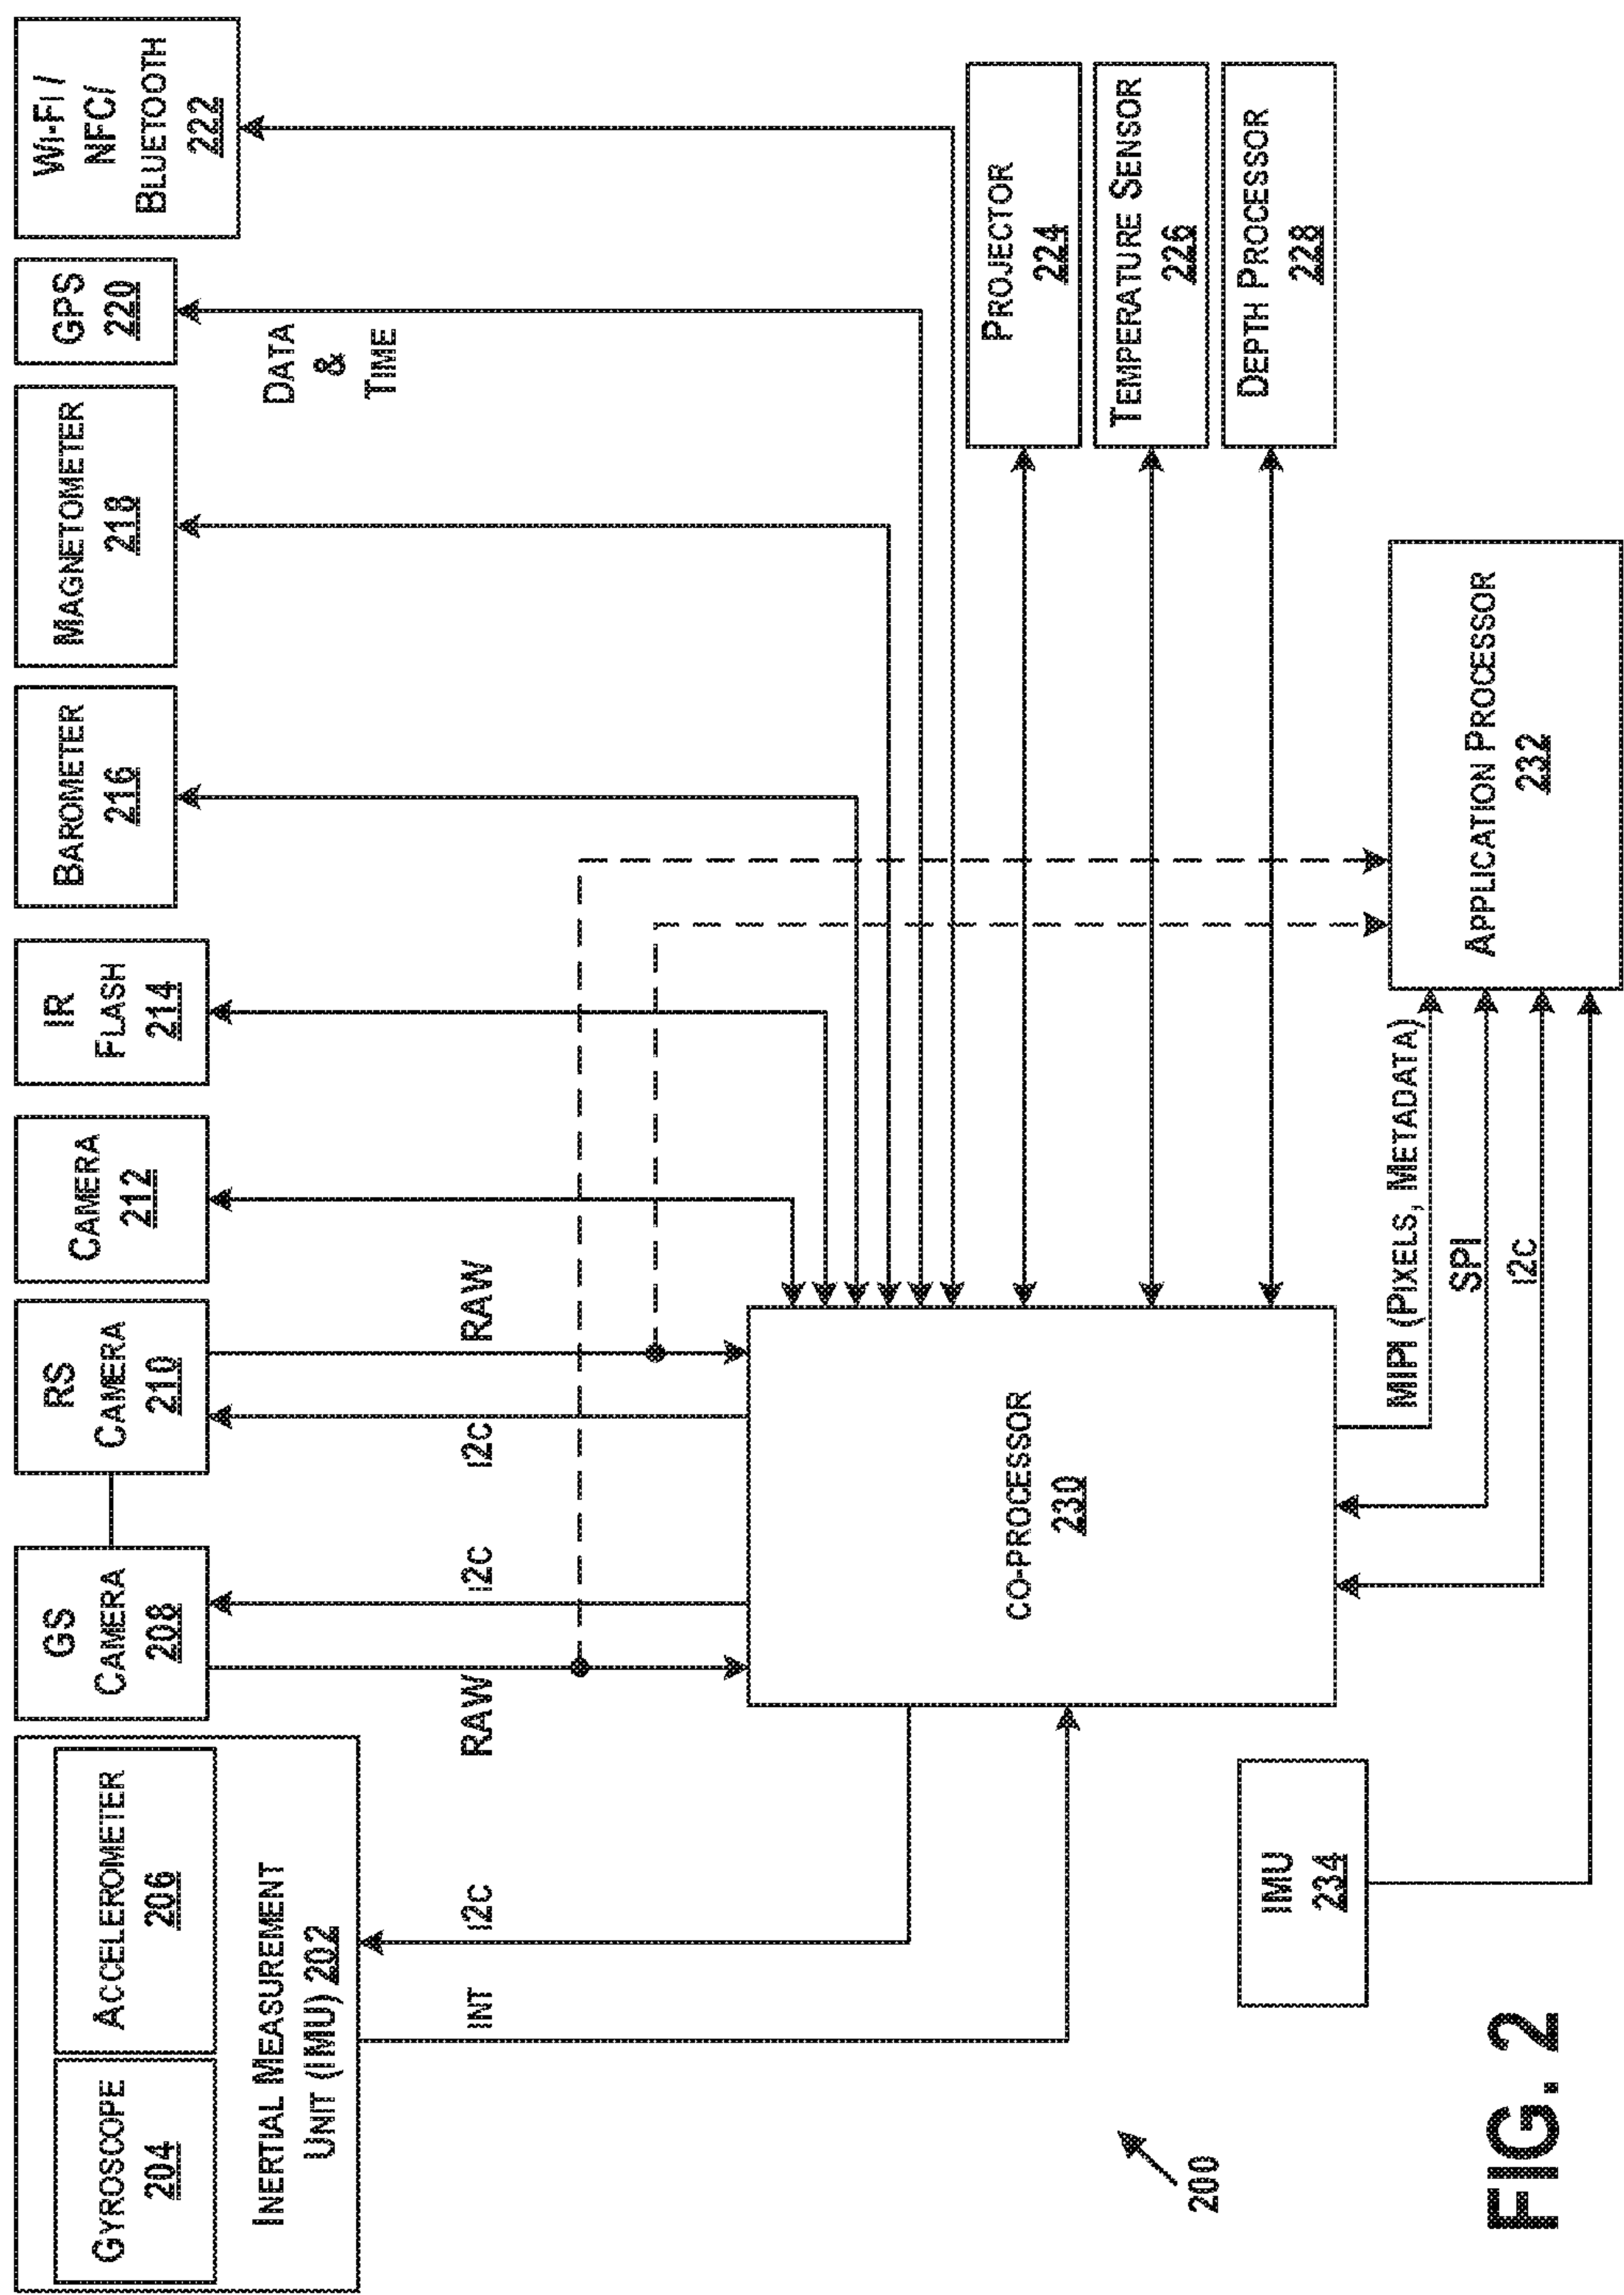 GYROSCOPE
204
ACCELEROMETER
206
INERTIAL MEASUREMENT
UNIT (IMU) 202
GS
CAMERA
208
RS
CAMERA
210
CAMERA
212
IR
FLASH
214
BAROMETER
216
MAGNETOMETER
218
GPS
220
WI-FI /
NFC/
BLUETOOTH
222
DATA
&
TIME
INT
I2C
RAW
I2C
I2C
RAW
CO-PROCESSOR
230
PROJECTOR
224
TEMPERATURE SENSOR
226
DEPTH PROCESSOR
228
200
IMU
234
MIPI (PIXELS, METADATA)
SPI
I2C
APPLICATION PROCESSOR
232
FIG. 2